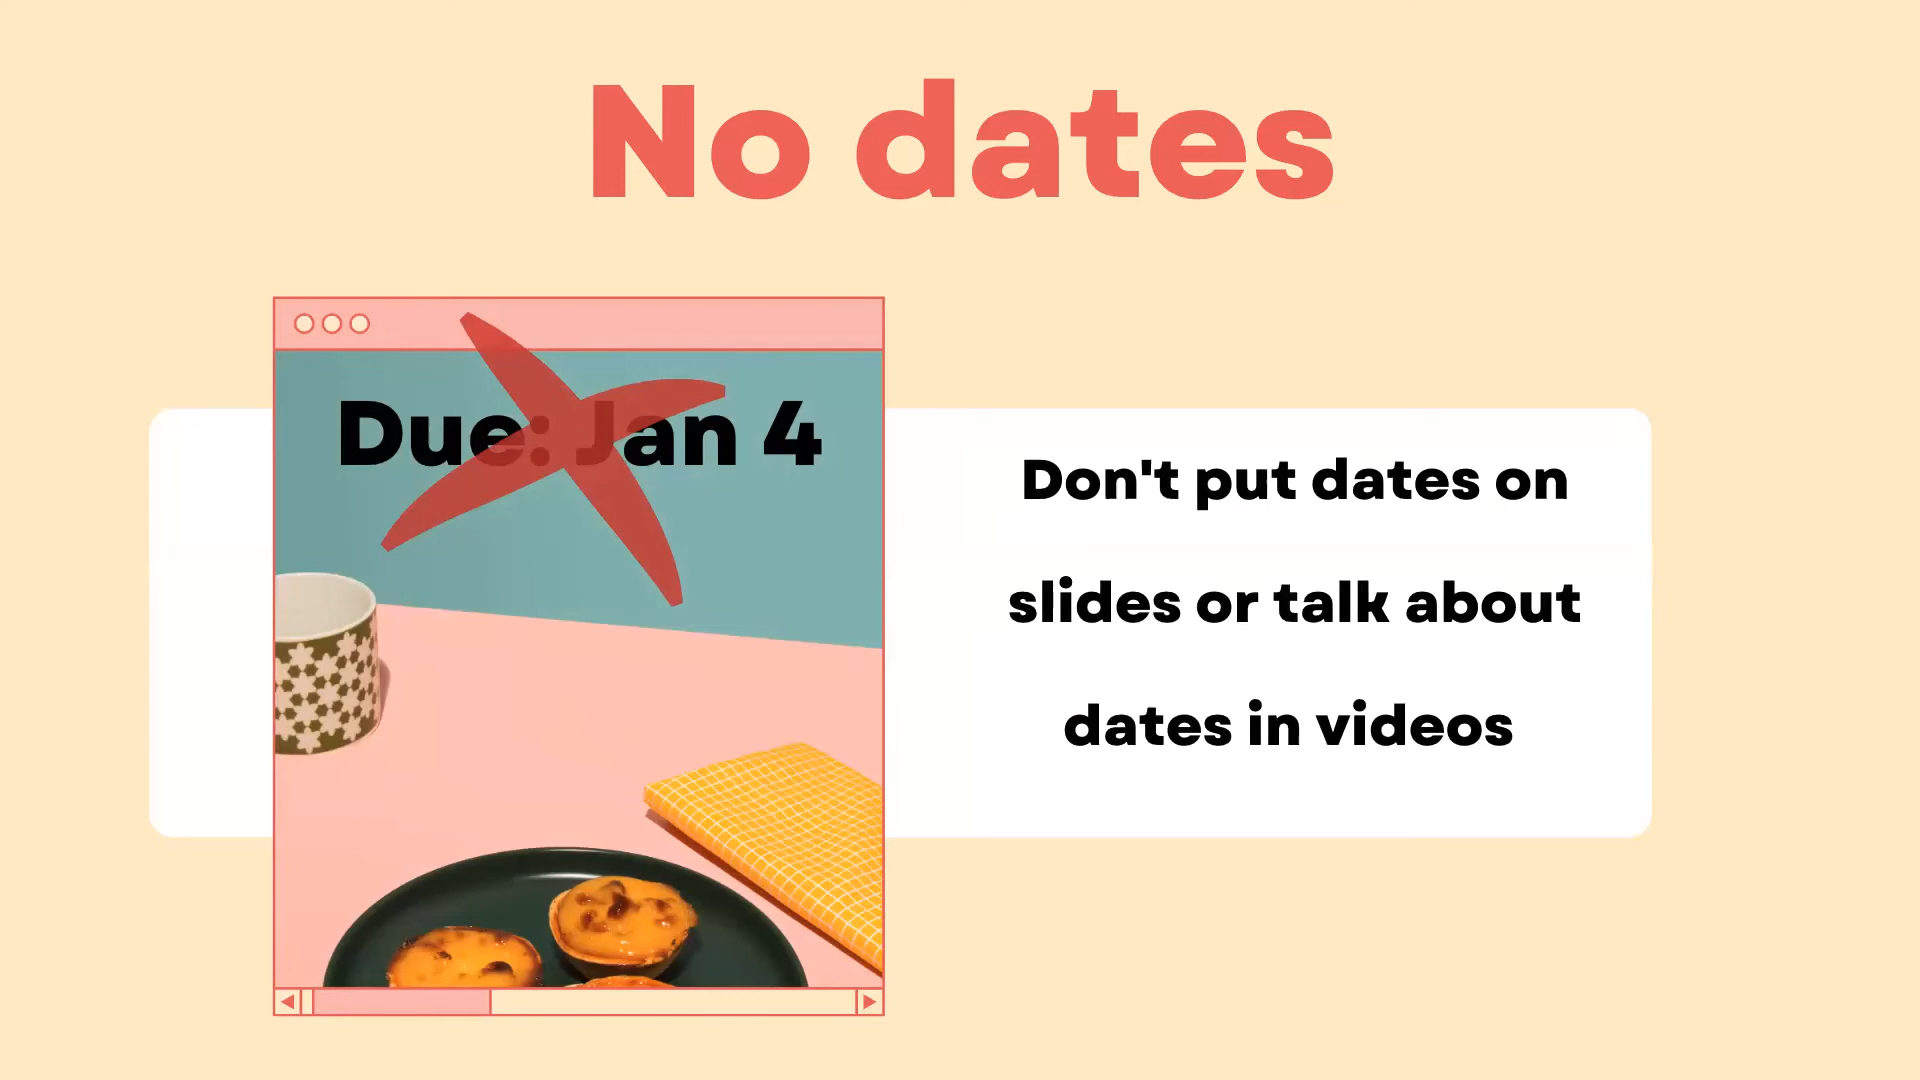 No dates
Due: Jan 4
Don't put dates on
slides or talk about
dates in videos